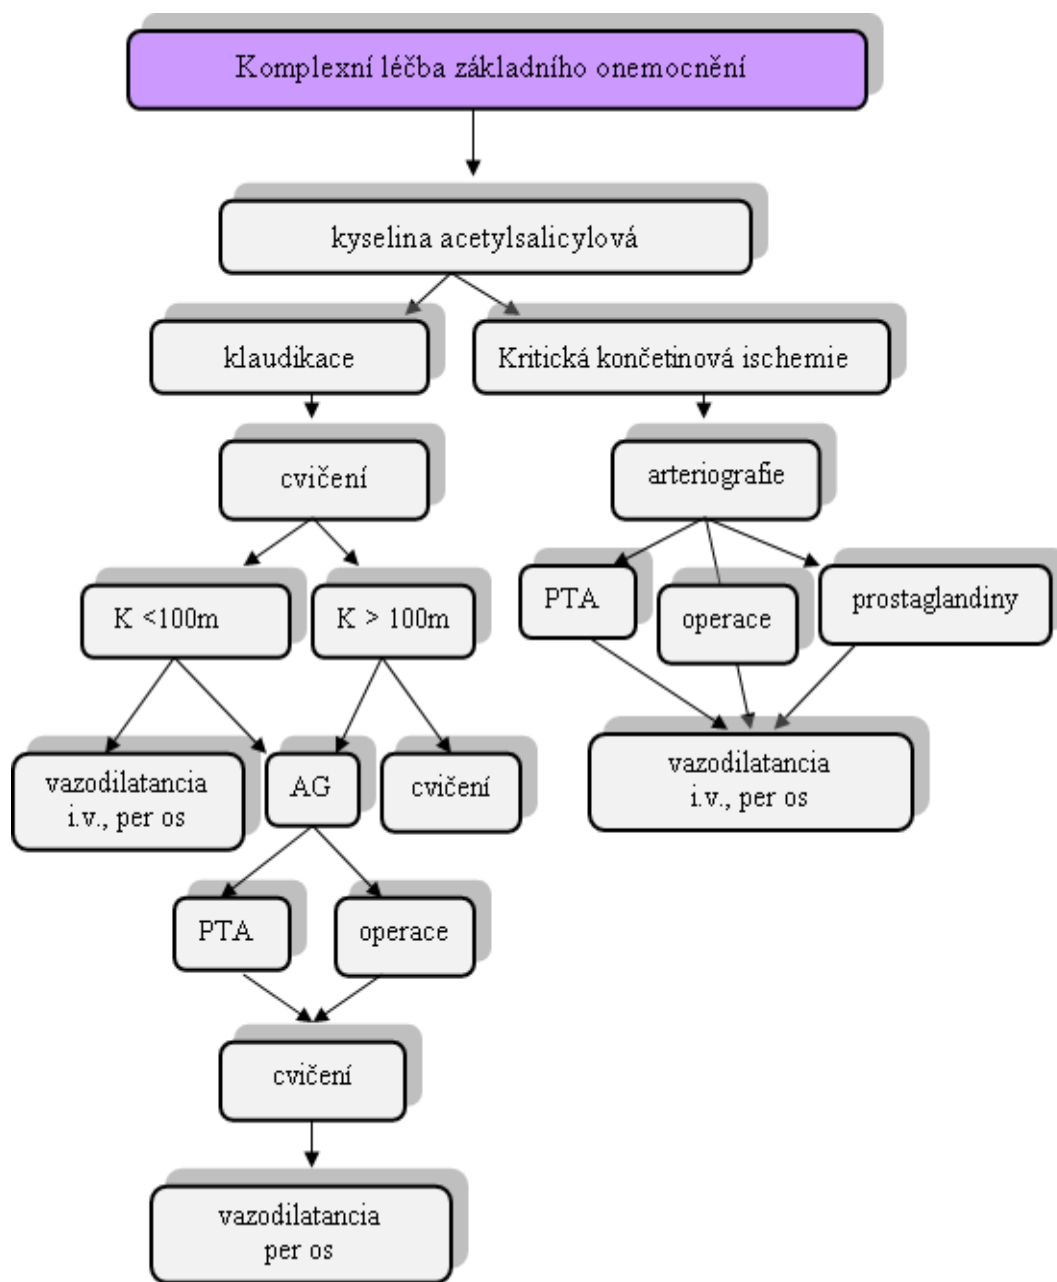 Komplexní léčba základního onemocnění
kyselina acetylsalicylová
klaudikace
Kritická končetinová ischemie
cvičení
arteriografie
K <100m
K > 100m
PTA
operace
prostaglandiny
vazodilatancia
i.v., per os
AG
cvičení
vazodilatancia
i.v., per os
PTA
operace
cvičení
vazodilatancia
per os